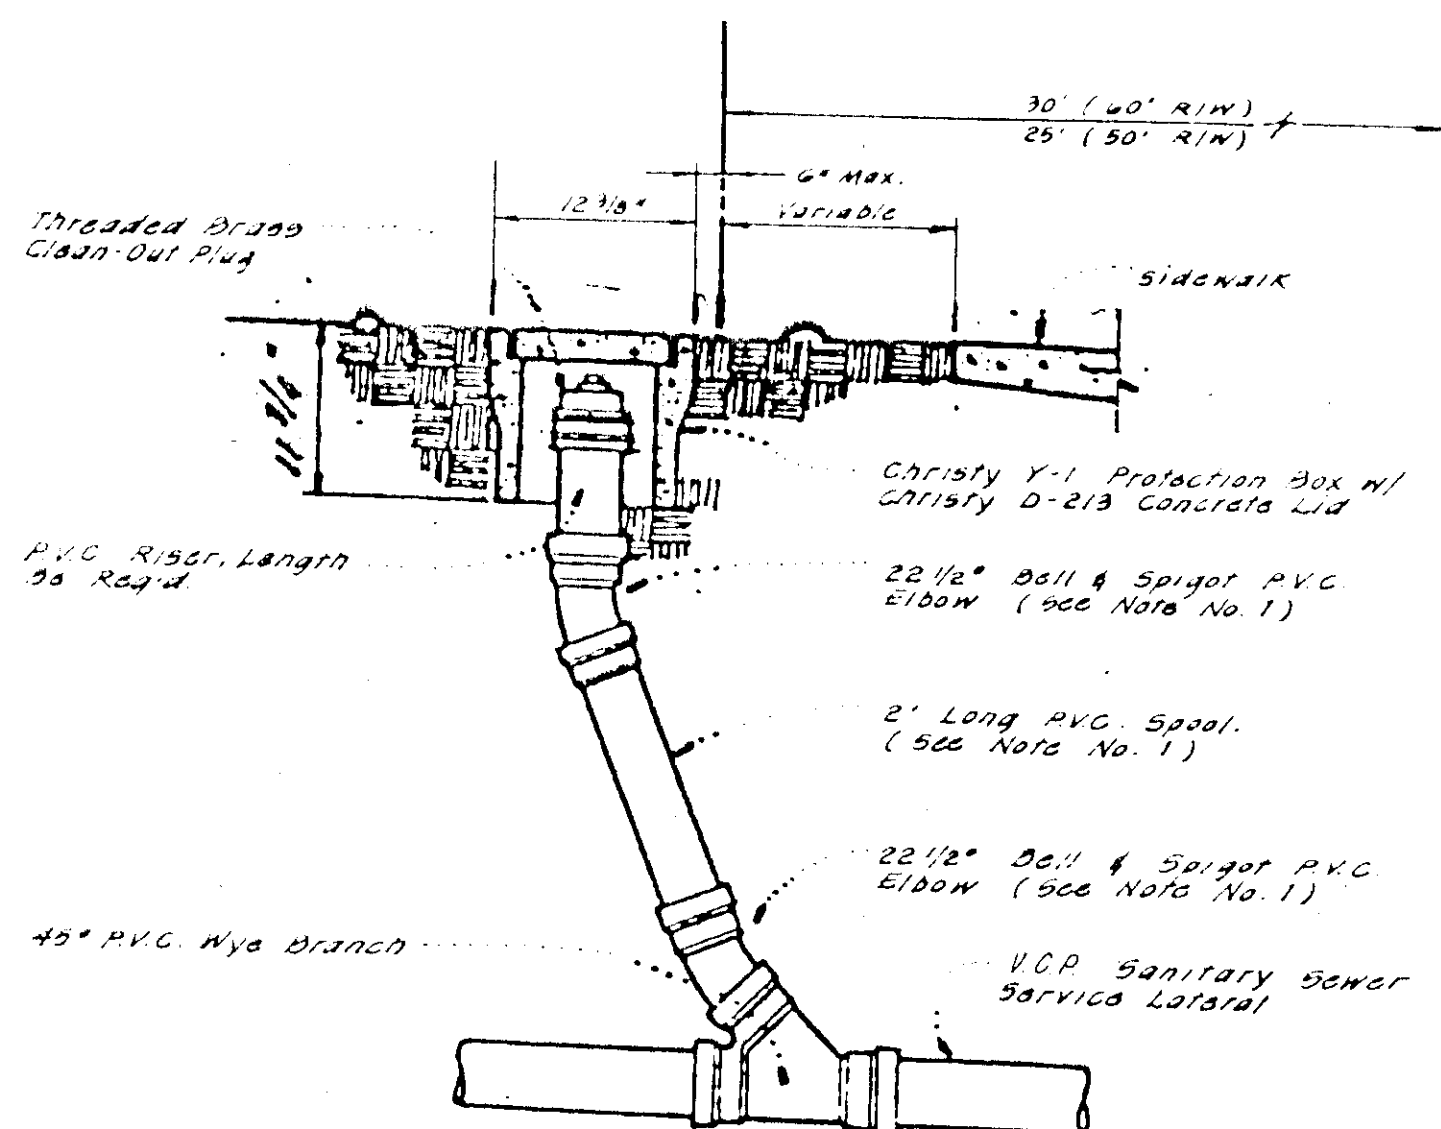 30' (60' R/W)
25' (50' R/W)
6" Max.
12 3/8"
Variable
Threaded Brass
Clean-Out Plug
Sidewalk
11 3/4
Christy Y-1 Protection Box w/
Christy D-213 Concrete Lid
P.V.C. Riser, Length
as Req'd.
22 1/2° Bell & Spigot P.V.C.
Elbow (See Note No. 1)
2' Long P.V.C. Spool.
(See Note No. 1)
22 1/2° Bell & Spigot P.V.C.
Elbow (See Note No. 1)
45° P.V.C. Wye Branch
V.C.P. Sanitary Sewer
Service Lateral